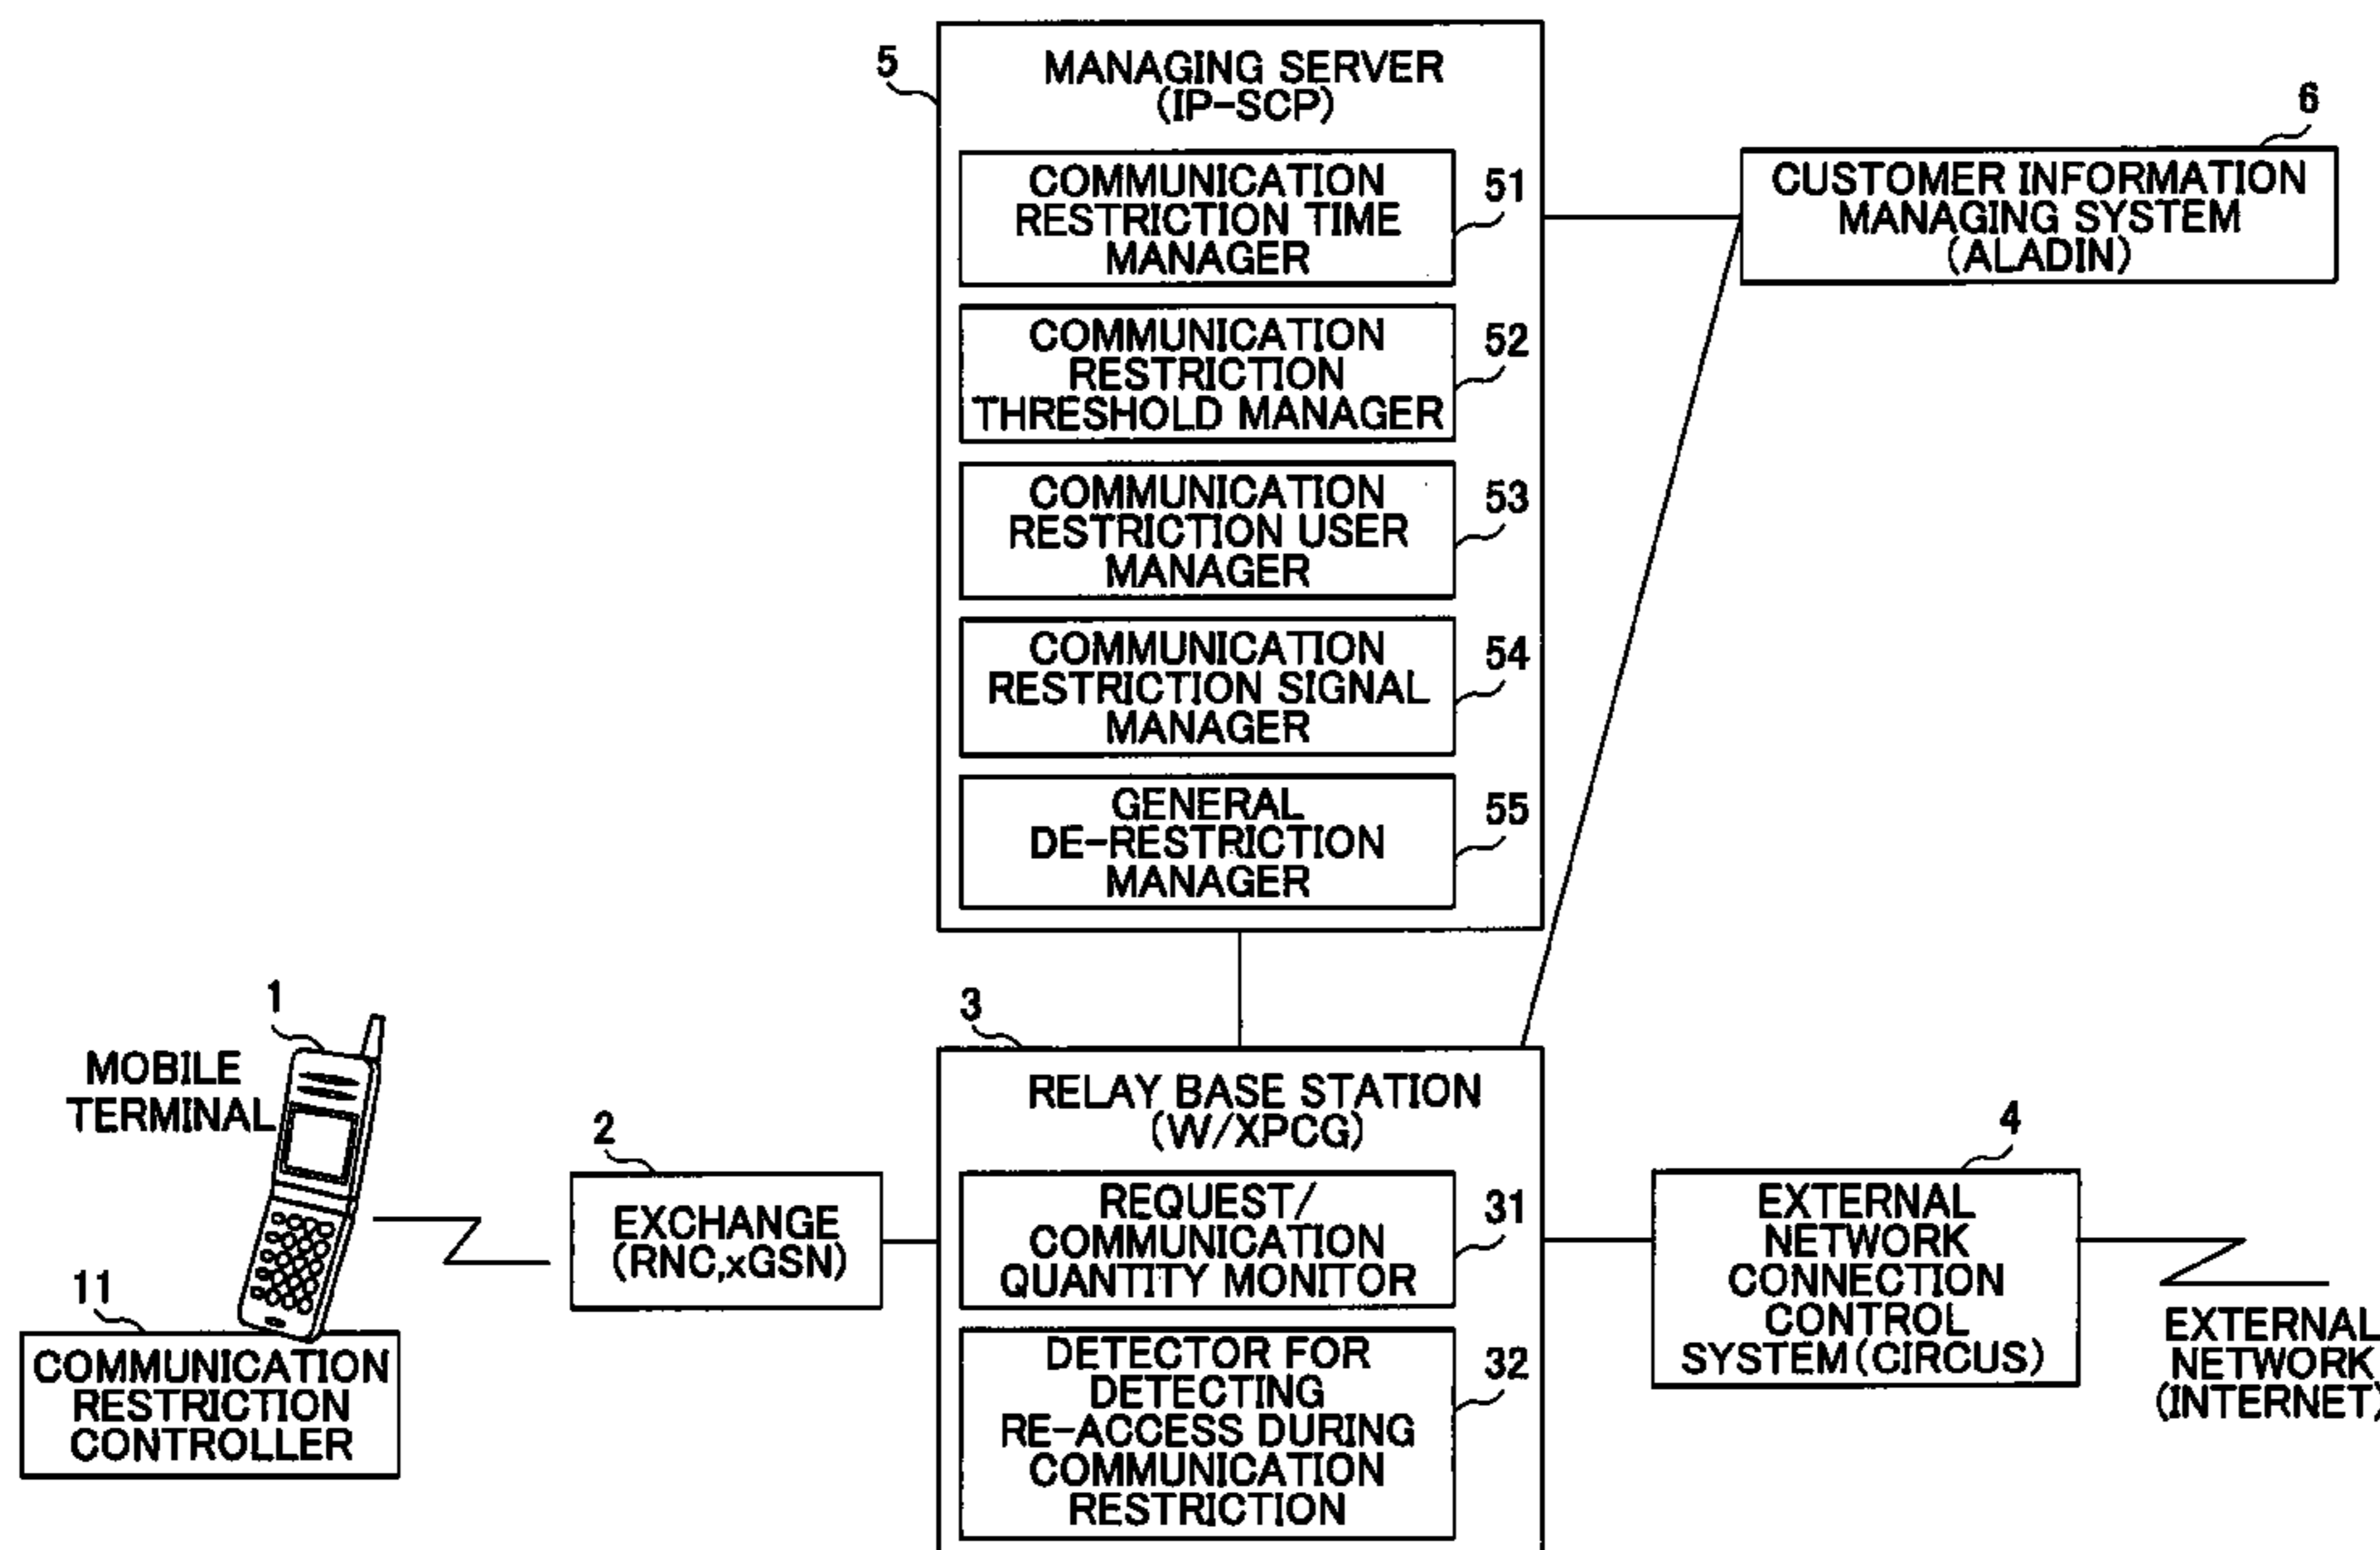 5
MANAGING SERVER
(IP-SCP)
COMMUNICATION
RESTRICTION TIME
MANAGER
51
COMMUNICATION
RESTRICTION
THRESHOLD MANAGER
52
COMMUNICATION
RESTRICTION USER
MANAGER
53
COMMUNICATION
RESTRICTION SIGNAL
MANAGER
54
GENERAL
DE-RESTRICTION
MANAGER
55
6
CUSTOMER INFORMATION
MANAGING SYSTEM
(ALADIN)
1
MOBILE
TERMINAL
11
COMMUNICATION
RESTRICTION
CONTROLLER
2
EXCHANGE
(RNC,xGSN)
3
RELAY BASE STATION
(W/XPCG)
REQUEST/
COMMUNICATION
QUANTITY MONITOR
31
DETECTOR FOR
DETECTING
RE-ACCESS DURING
COMMUNICATION
RESTRICTION
32
4
EXTERNAL
NETWORK
CONNECTION
CONTROL
SYSTEM(CIRCUS)
EXTERNAL
NETWORK
(INTERNET)